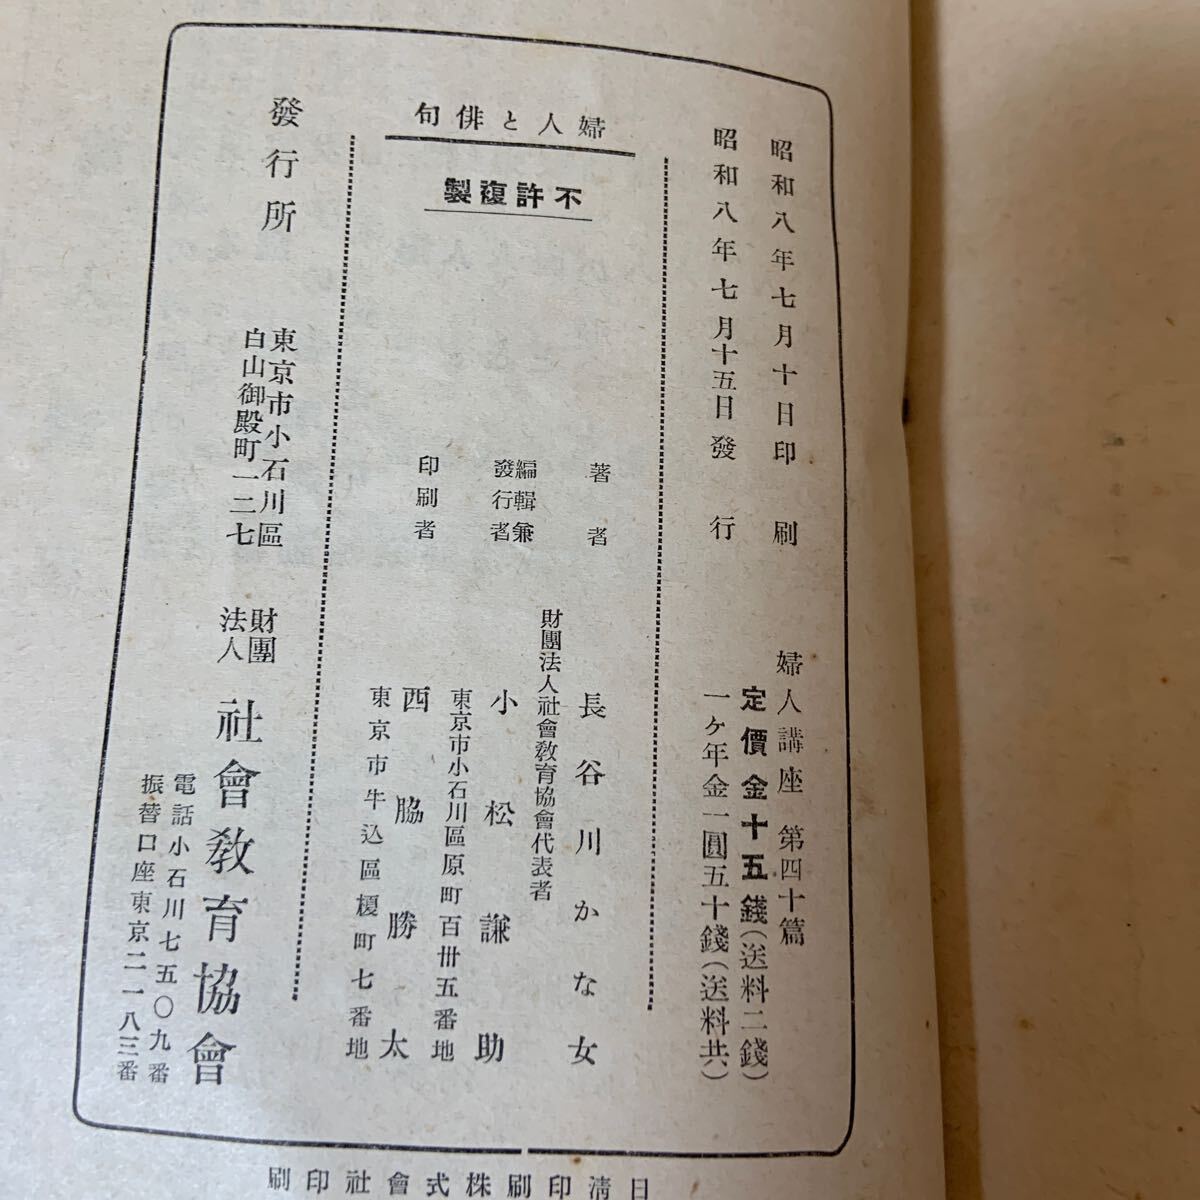 昭和八年七月十日印刷
昭和八年七月十五日發行
婦人講座 第四十篇
定價金十五錢(送料二錢)
一ケ年金一圓五十錢(送料共)
婦人と俳句
不許複製
著者
長谷川かな女
編輯兼
發行者
財團法人社會敎育協會代表者
小松謙助
東京市小石川區原町百卅五番地
印刷者
西脇勝太
東京市牛込區榎町七番地
發行所
東京市小石川區
白山御殿町一二七
財團
法人
社會敎育協會
電話小石川七五〇九番
振替口座東京二一八三番
日淸印刷株式會社印刷